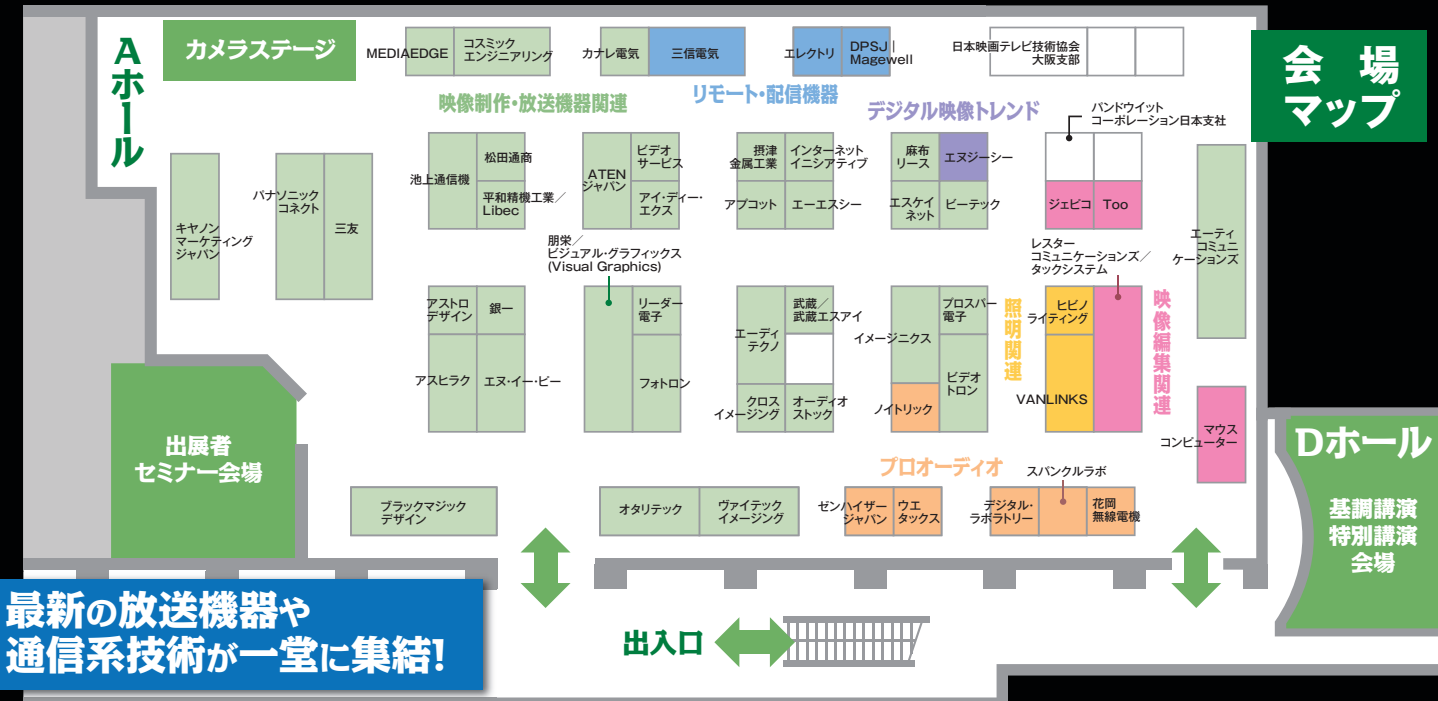 会場
マップ
Aホール
カメラステージ
MEDIAEDGE
コスミック
エンジニアリング
カナレ電気
三信電気
エレクトリ
DPSJ |
Magewell
日本映画テレビ技術協会
大阪支部
映像制作・放送機器関連
リモート・配信機器
デジタル映像トレンド
パンドウイット
コーポレーション日本支社
キヤノン
マーケティング
ジャパン
パナソニック
コネクト
三友
池上通信機
松田通商
平和精機工業／
Libec
ATEN
ジャパン
ビデオ
サービス
アイ・ディー・
エクス
摂津
金属工業
インターネット
イニシアティブ
アプコット
エーエスシー
麻布
リース
エヌジーシー
エスケイ
ネット
ビーテック
ジェピコ
Too
エーティ
コミュニ
ケーションズ
朋栄／
ビジュアル・グラフィックス
(Visual Graphics)
レスター
コミュニケーションズ／
タックシステム
アストロ
デザイン
銀一
アスヒラク
エヌ・イー・ピー
リーダー
電子
フォトロン
エーディ
テクノ
武蔵／
武蔵エスアイ
クロス
イメージング
オーディオ
ストック
イメージニクス
プロスパー
電子
ノイトリック
ビデオ
トロン
照明関連
ヒビノ
ライティング
VANLINKS
映像編集関連
マウス
コンピューター
出展者
セミナー会場
Dホール
基調講演
特別講演
会場
プロオーディオ
スパンクルラボ
ブラックマジック
デザイン
オタリテック
ヴァイテック
イメージング
ゼンハイザー
ジャパン
ウエ
タックス
デジタル・
ラボラトリー
花岡
無線電機
最新の放送機器や
通信系技術が一堂に集結!
出入口